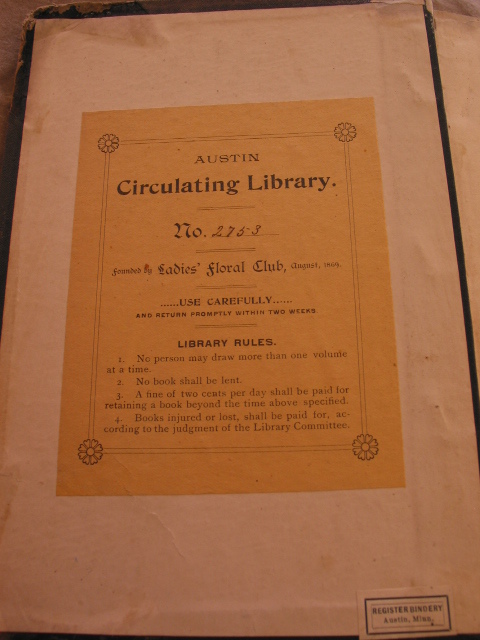 AUSTIN
Circulating Library.
No. 2753
Founded by Ladies' Floral Club, August, 1869.
......USE CAREFULLY......
AND RETURN PROMPTLY WITHIN TWO WEEKS.
LIBRARY RULES.
1. No person may draw more than one volume
at a time.
2. No book shall be lent.
3. A fine of two cents per day shall be paid for
retaining a book beyond the time above specified.
4. Books injured or lost, shall be paid for, ac-
cording to the judgment of the Library Committee.
REGISTER BINDERY
Austin, Minn.